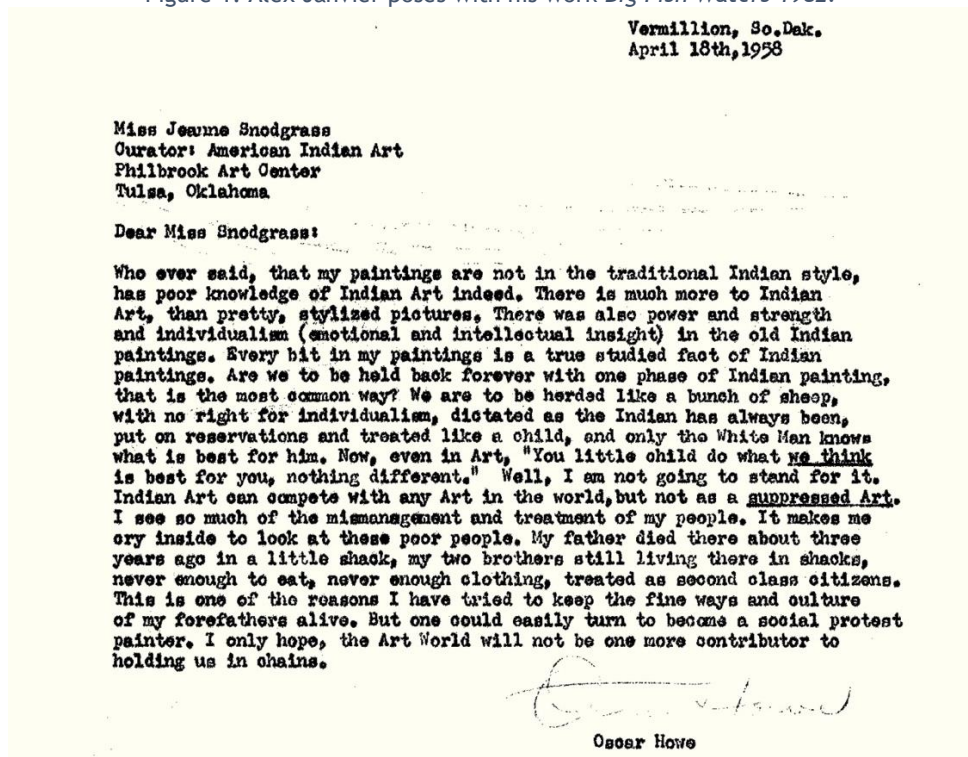 Vermillion, So.Dak.
April 18th,1958
Miss Jeanne Snodgrass
Curator: American Indian Art
Philbrook Art Center
Tulsa, Oklahoma
Dear Miss Snodgrass:
Who ever said, that my paintings are not in the traditional Indian style,
has poor knowledge of Indian Art indeed. There is much more to Indian
Art, than pretty, stylized pictures. There was also power and strength
and individualism (emotional and intellectual insight) in the old Indian
paintings. Every bit in my paintings is a true studied fact of Indian
paintings. Are we to be held back forever with one phase of Indian painting,
that is the most common way? We are to be herded like a bunch of sheep,
with no right for individualism, dictated as the Indian has always been,
put on reservations and treated like a child, and only the White Man knows
what is best for him. Now, even in Art, "You little child do what we think
is best for you, nothing different." Well, I am not going to stand for it.
Indian Art can compete with any Art in the world,but not as a suppressed Art.
I see so much of the mismanagement and treatment of my people. It makes me
cry inside to look at these poor people. My father died there about three
years ago in a little shack, my two brothers still living there in shacks,
never enough to eat, never enough clothing, treated as second class citizens.
This is one of the reasons I have tried to keep the fine ways and culture
of my forefathers alive. But one could easily turn to become a social protest
painter. I only hope, the Art World will not be one more contributor to
holding us in chains.
Oscar Howe